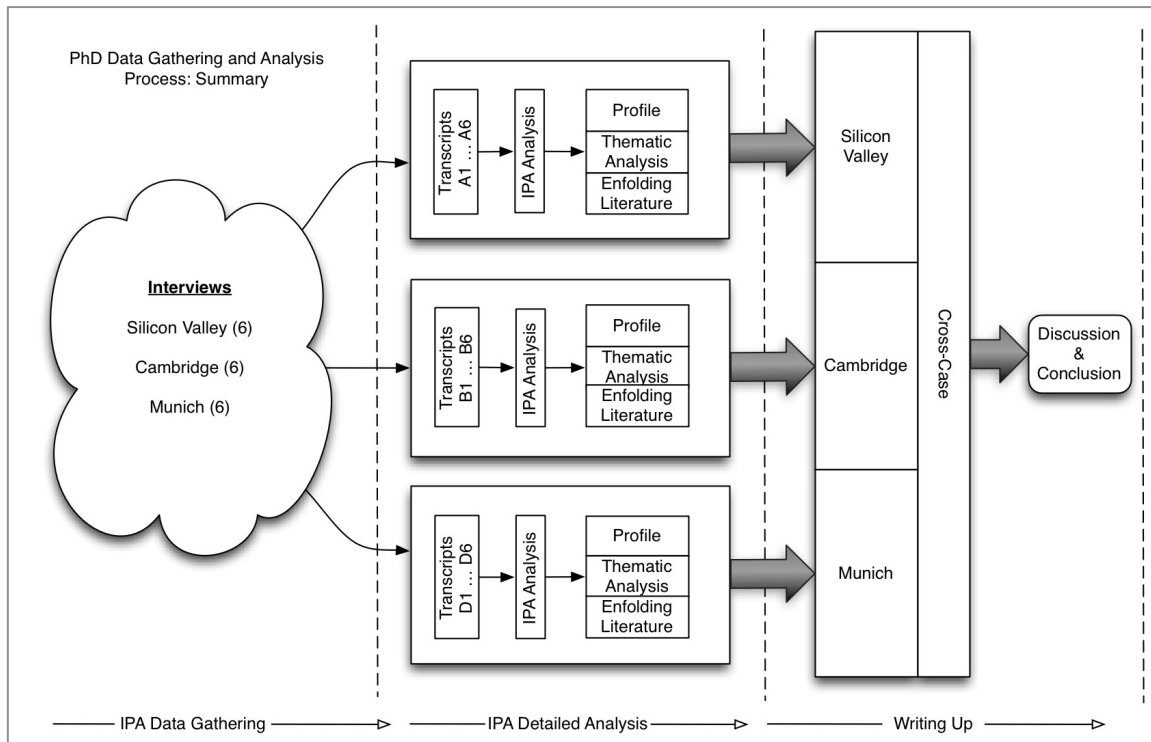 PhD Data Gathering and Analysis
Process: Summary
Interviews
Silicon Valley (6)
Cambridge (6)
Munich (6)
Transcripts
A1 ... A6
IPA Analysis
Profile
Thematic
Analysis
Enfolding
Literature
Transcripts
B1 ... B6
IPA Analysis
Profile
Thematic
Analysis
Enfolding
Literature
Transcripts
D1 ... D6
IPA Analysis
Profile
Thematic
Analysis
Enfolding
Literature
Silicon
Valley
Cambridge
Munich
Cross-Case
Discussion
&
Conclusion
IPA Data Gathering
IPA Detailed Analysis
Writing Up